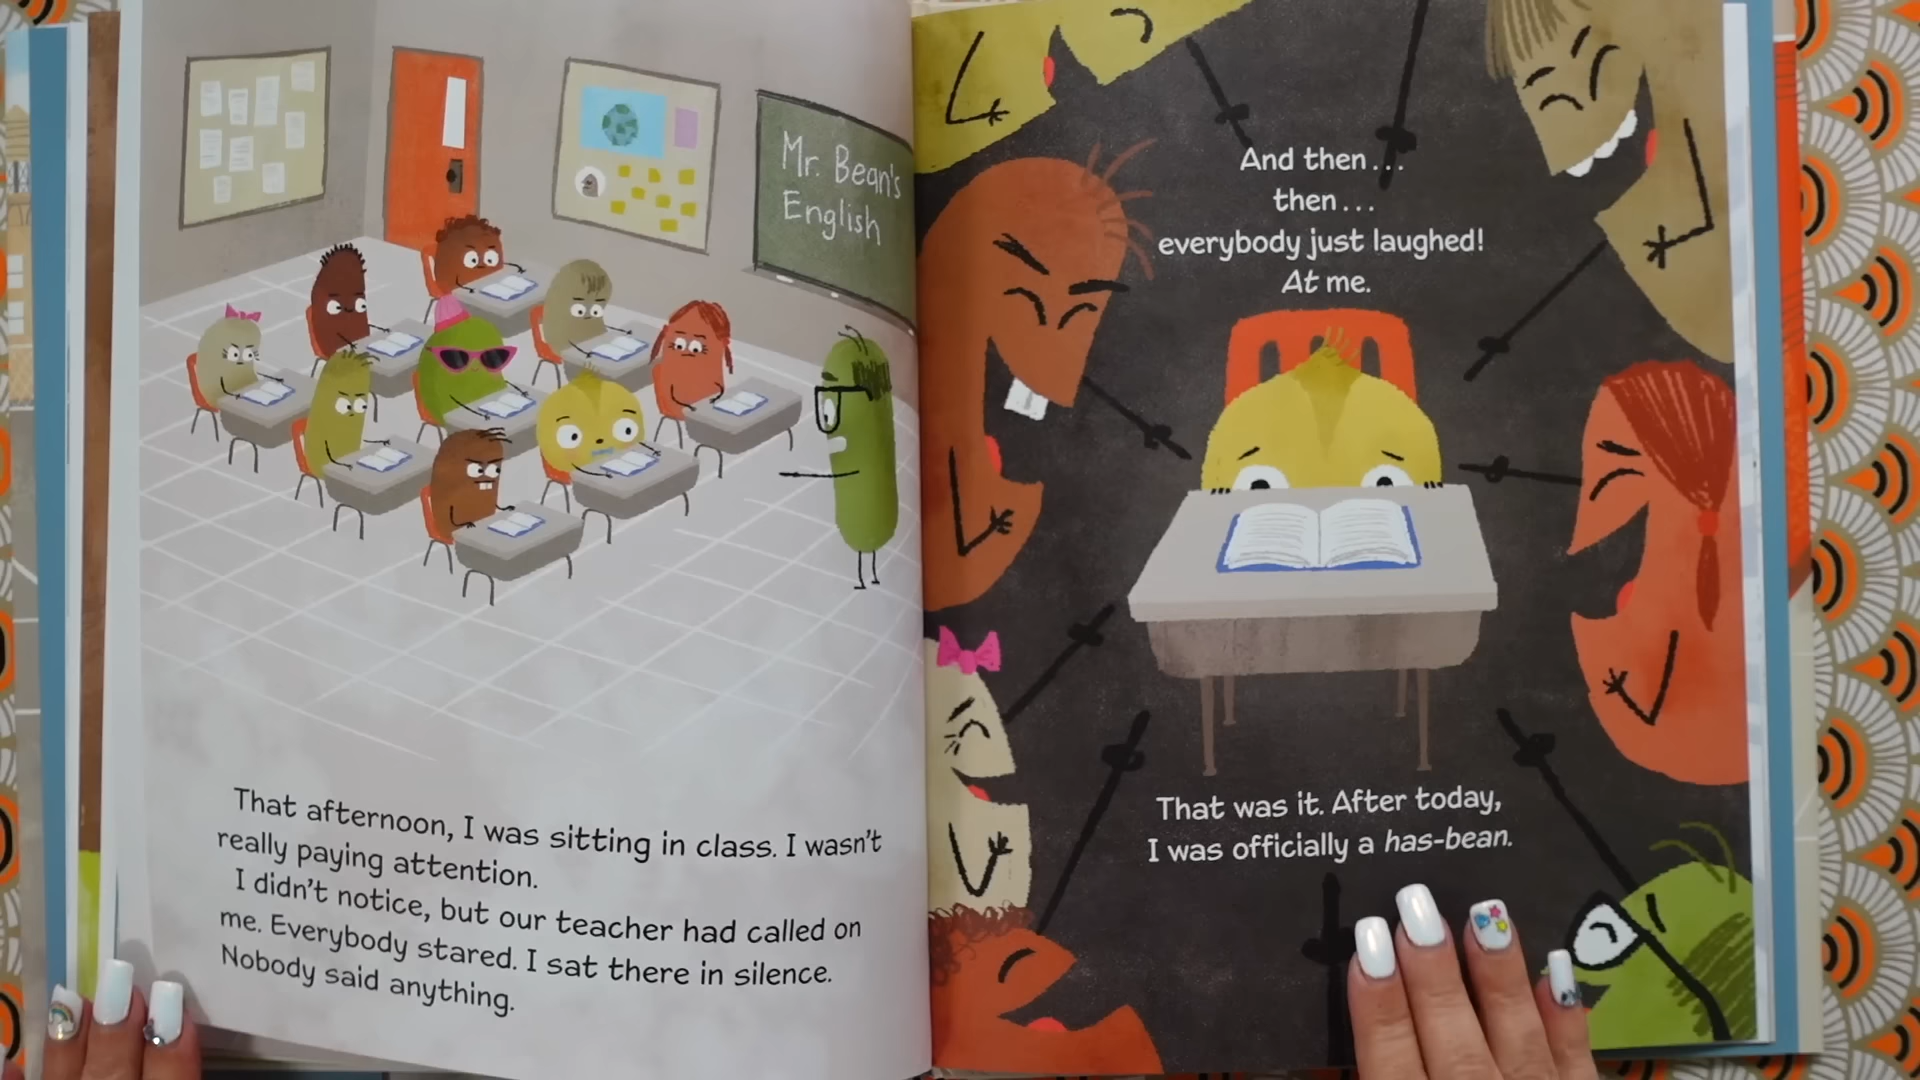 Mr. Bean's
English
That afternoon, I was sitting in class. I wasn't
really paying attention.
I didn't notice, but our teacher had called on
me. Everybody stared. I sat there in silence.
Nobody said anything.
And then...
then...
everybody just laughed!
At me.
That was it. After today,
I was officially a has-bean.